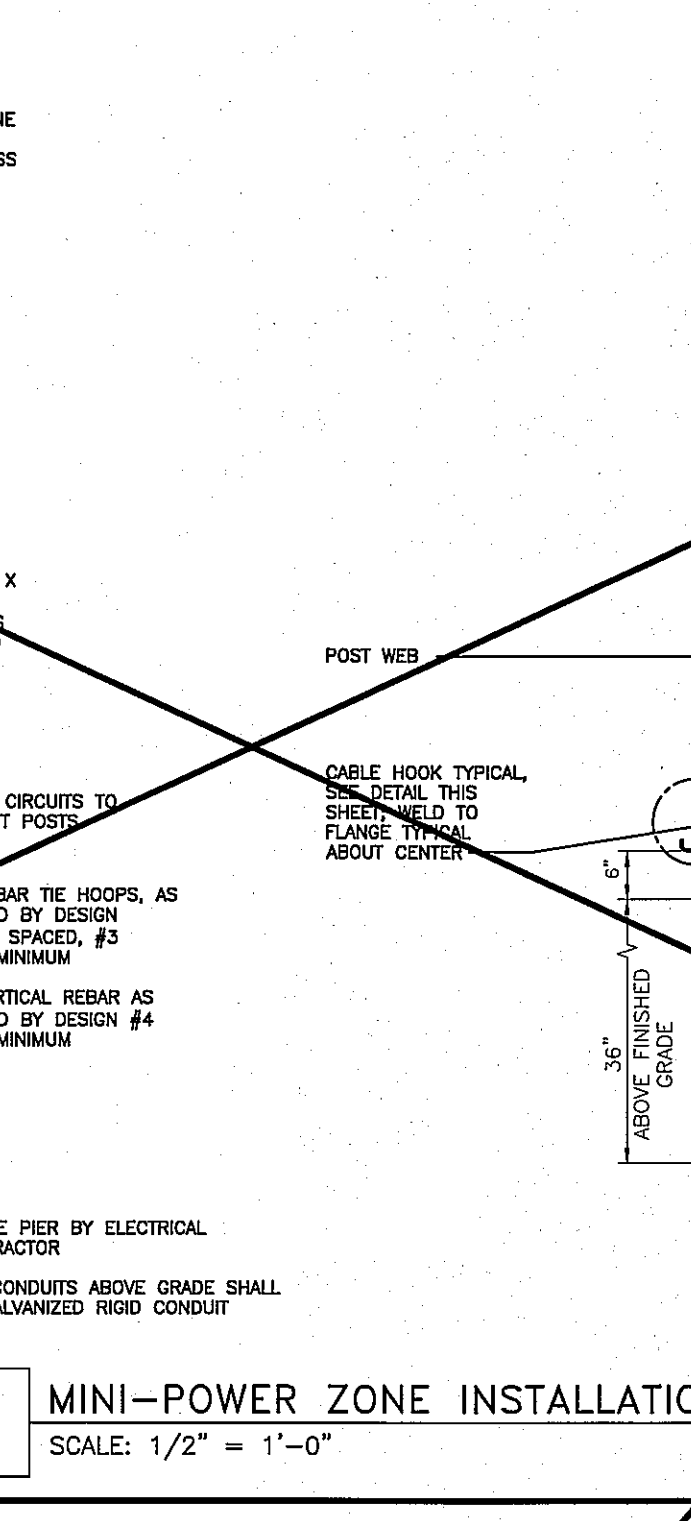 NE
SS
X
POST WEB
CABLE HOOK TYPICAL,
SEE DETAIL THIS
SHEET, WELD TO
FLANGE TYPICAL
ABOUT CENTER
CIRCUITS TO
T POSTS
BAR TIE HOOPS, AS
D BY DESIGN
SPACED, #3
MINIMUM
RTICAL REBAR AS
D BY DESIGN #4
MINIMUM
6"
36"
ABOVE FINISHED
GRADE
E PIER BY ELECTRICAL
RACTOR
CONDUITS ABOVE GRADE SHALL
ALVANIZED RIGID CONDUIT
MINI-POWER ZONE INSTALLATIO
SCALE: 1/2" = 1'-0"